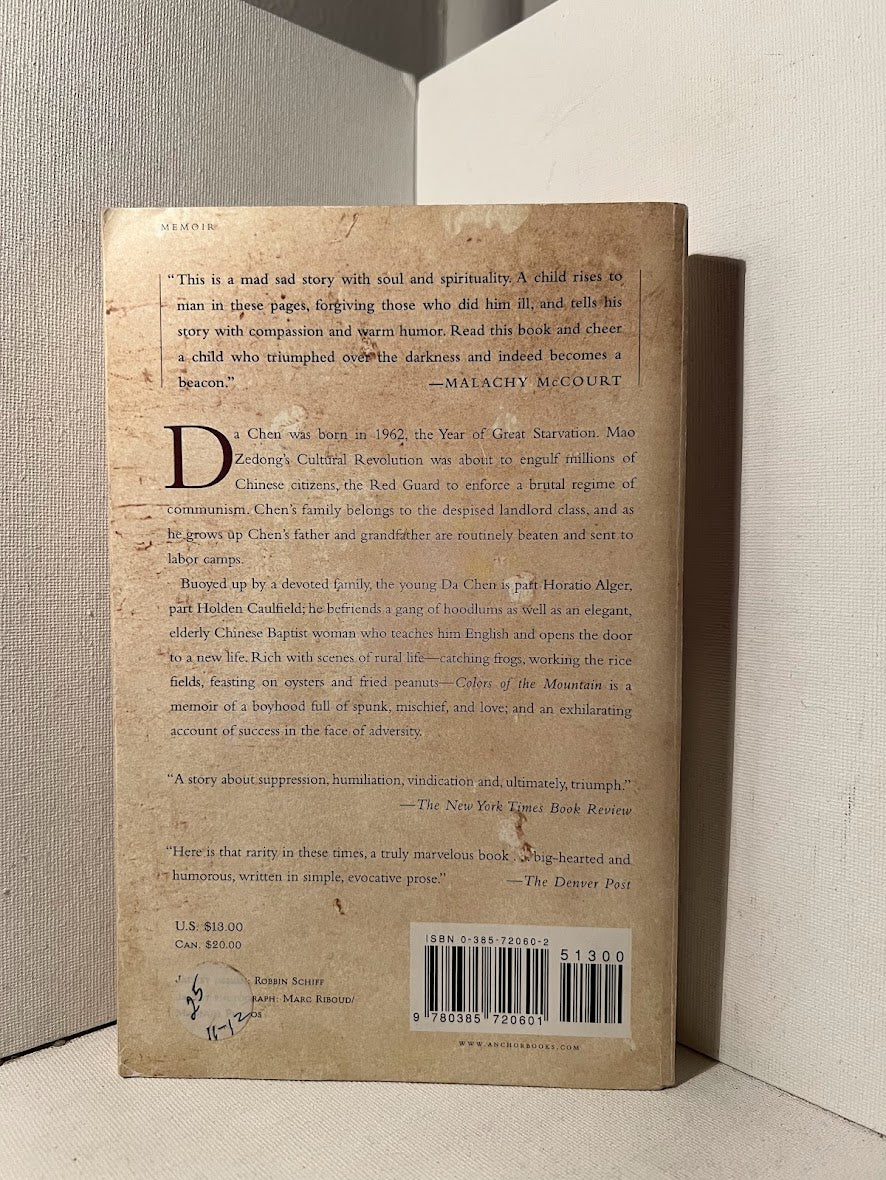 MEMOIR
“This is a mad sad story with soul and spirituality. A child rises to
man in these pages, forgiving those who did him ill, and tells his
story with compassion and warm humor. Read this book and cheer
a child who triumphed over the darkness and indeed becomes a
beacon.” —MALACHY McCOURT
Da Chen was born in 1962, the Year of Great Starvation. Mao
Zedong’s Cultural Revolution was about to engulf millions of
Chinese citizens, the Red Guard to enforce a brutal regime of
communism. Chen’s family belongs to the despised landlord class, and as
he grows up Chen’s father and grandfather are routinely beaten and sent to
labor camps.
Buoyed up by a devoted family, the young Da Chen is part Horatio Alger,
part Holden Caulfield; he befriends a gang of hoodlums as well as an elegant,
elderly Chinese Baptist woman who teaches him English and opens the door
to a new life. Rich with scenes of rural life—catching frogs, working the rice
fields, feasting on oysters and fried peanuts—Colors of the Mountain is a
memoir of a boyhood full of spunk, mischief, and love; and an exhilarating
account of success in the face of adversity.
“A story about suppression, humiliation, vindication and, ultimately, triumph.”
—The New York Times Book Review
“Here is that rarity in these times, a truly marvelous book . . . big-hearted and
humorous, written in simple, evocative prose.” —The Denver Post
U.S. $13.00
CAN. $20.00
ROBBIN SCHIFF
MARC RIBOUD/
25
11-12
ISBN 0-385-72060-2
51300
9 780385 720601
WWW.ANCHORBOOKS.COM